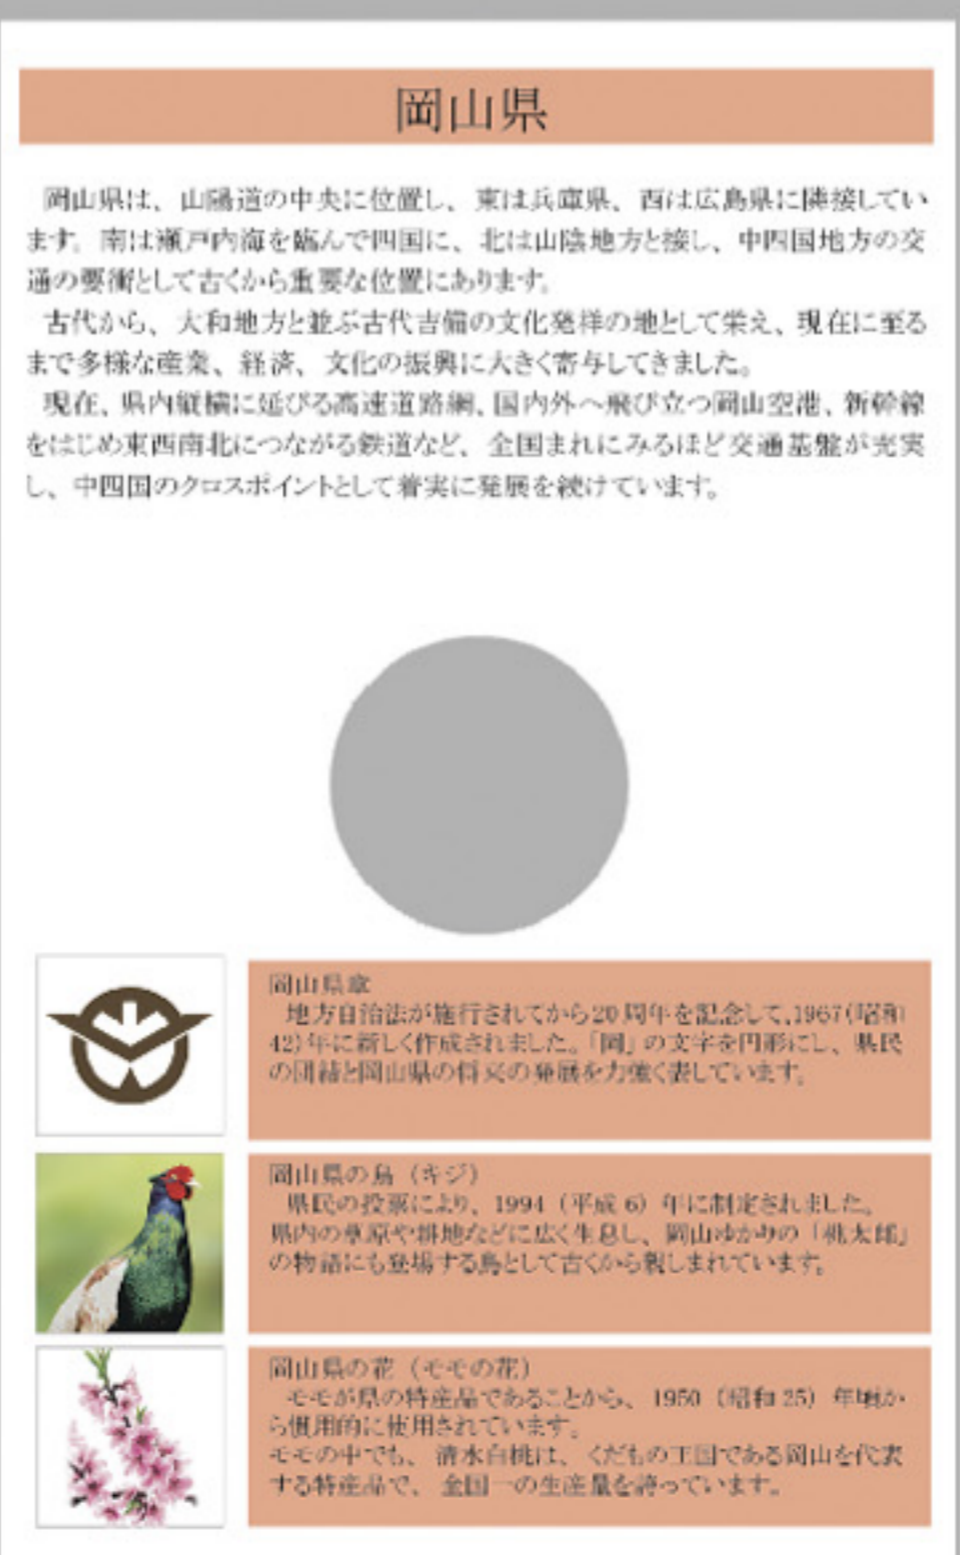 岡山県
岡山県は、山陽道の中央に位置し、東は兵庫県、西は広島県に隣接してい
ます。南は瀬戸内海を臨んで四国に、北は山陰地方と接し、中四国地方の交
通の要衝として古くから重要な位置にあります。
古代から、大和地方と並ぶ古代吉備の文化発祥の地として栄え、現在に至る
まで多様な産業、経済、文化の振興に大きく寄与してきました。
現在、県内縦横に延びる高速道路網、国内外へ飛び立つ岡山空港、新幹線
をはじめ東西南北につながる鉄道など、全国まれにみるほど交通基盤が充実
し、中四国のクロスポイントとして着実に発展を続けています。
岡山県章
地方自治法が施行されてから20周年を記念して、1967(昭和
42)年に新しく作成されました。「岡」の文字を円形にし、県民
の団結と岡山県の将来の発展を力強く表しています。
岡山県の鳥（キジ）
県民の投票により、1994（平成 6）年に制定されました。
県内の草原や耕地などに広く生息し、岡山ゆかりの「桃太郎」
の物語にも登場する鳥として古くから親しまれています。
岡山県の花（モモの花）
モモが県の特産品であることから、1950（昭和 25）年頃か
ら慣用的に使用されています。
モモの中でも、清水白桃は、くだもの王国である岡山を代表
する特産品で、全国一の生産量を誇っています。